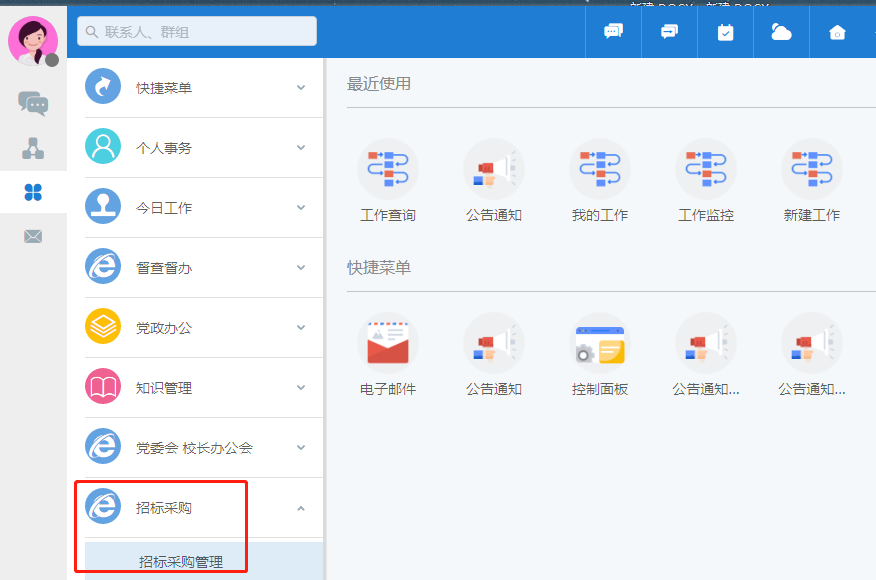 联系人、群组
快捷菜单
个人事务
今日工作
督查督办
党政办公
知识管理
党委会 校长办公会
招标采购
招标采购管理
最近使用
工作查询 公告通知 我的工作 工作监控 新建工作
快捷菜单
电子邮件 公告通知 控制面板 公告通知... 公告通知...